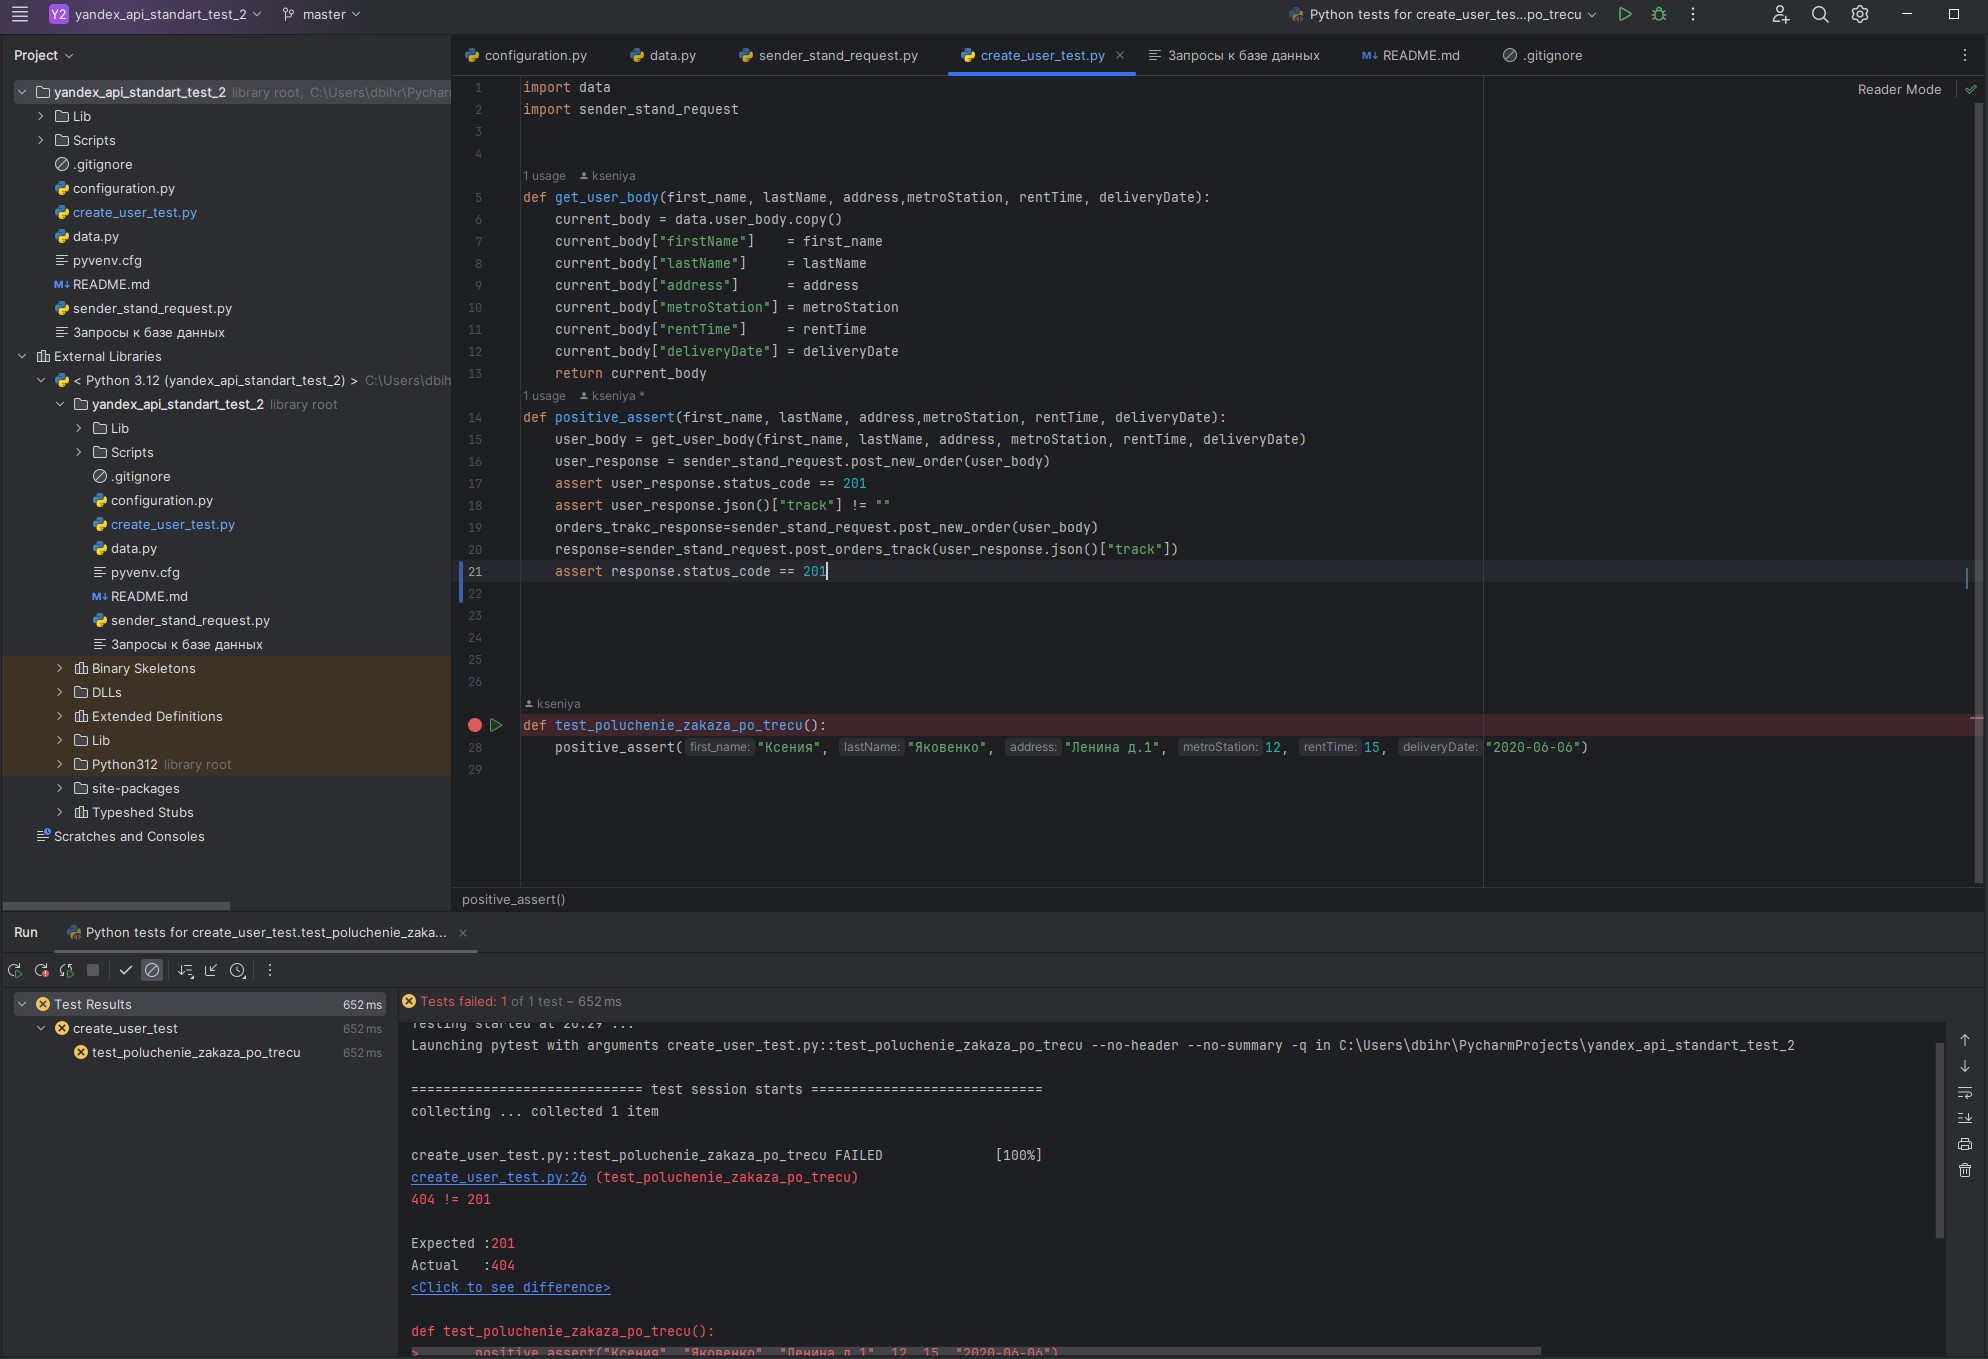 Y2 yandex_api_standart_test_2 master Python tests for create_user_tes...po_trecu
Project
yandex_api_standart_test_2 library root, C:\Users\dbihr\Pychar
Lib
Scripts
.gitignore
configuration.py
create_user_test.py
data.py
pyvenv.cfg
M↓ README.md
sender_stand_request.py
Запросы к базе данных
External Libraries
< Python 3.12 (yandex_api_standart_test_2) > C:\Users\dbih
yandex_api_standart_test_2 library root
Lib
Scripts
.gitignore
configuration.py
create_user_test.py
data.py
pyvenv.cfg
M↓ README.md
sender_stand_request.py
Запросы к базе данных
Binary Skeletons
DLLs
Extended Definitions
Lib
Python312 library root
site-packages
Typeshed Stubs
Scratches and Consoles
configuration.py data.py sender_stand_request.py create_user_test.py Запросы к базе данных M↓ README.md .gitignore
Reader Mode
1 import data
2 import sender_stand_request
3
4
1 usage kseniya
5 def get_user_body(first_name, lastName, address,metroStation, rentTime, deliveryDate):
6 current_body = data.user_body.copy()
7 current_body["firstName"] = first_name
8 current_body["lastName"] = lastName
9 current_body["address"] = address
10 current_body["metroStation"] = metroStation
11 current_body["rentTime"] = rentTime
12 current_body["deliveryDate"] = deliveryDate
13 return current_body
1 usage kseniya *
14 def positive_assert(first_name, lastName, address,metroStation, rentTime, deliveryDate):
15 user_body = get_user_body(first_name, lastName, address, metroStation, rentTime, deliveryDate)
16 user_response = sender_stand_request.post_new_order(user_body)
17 assert user_response.status_code == 201
18 assert user_response.json()["track"] != ""
19 orders_trakc_response=sender_stand_request.post_new_order(user_body)
20 response=sender_stand_request.post_orders_track(user_response.json()["track"])
21 assert response.status_code == 201
22
23
24
25
26
kseniya
def test_poluchenie_zakaza_po_trecu():
28 positive_assert( first_name: "Ксения", lastName: "Яковенко", address: "Ленина д.1", metroStation: 12, rentTime: 15, deliveryDate: "2020-06-06")
29
positive_assert()
Run Python tests for create_user_test.test_poluchenie_zaka...
Test Results 652 ms
create_user_test 652 ms
test_poluchenie_zakaza_po_trecu 652 ms
Tests failed: 1 of 1 test – 652 ms
Testing started at 20:29 ...
Launching pytest with arguments create_user_test.py::test_poluchenie_zakaza_po_trecu --no-header --no-summary -q in C:\Users\dbihr\PycharmProjects\yandex_api_standart_test_2
============================= test session starts =============================
collecting ... collected 1 item
create_user_test.py::test_poluchenie_zakaza_po_trecu FAILED [100%]
create_user_test.py:26 (test_poluchenie_zakaza_po_trecu)
404 != 201
Expected :201
Actual :404
<Click to see difference>
def test_poluchenie_zakaza_po_trecu():
> positive_assert("Ксения", "Яковенко", "Ленина д.1", 12, 15, "2020-06-06")